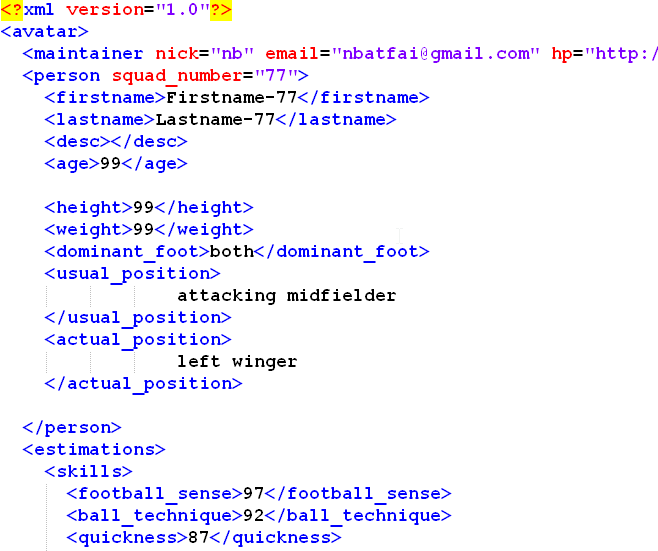 <?xml version="1.0"?>
<avatar>
<maintainer nick="nb" email="nbatfai@gmail.com" hp="http:/
<person squad_number="77">
<firstname>Firstname-77</firstname>
<lastname>Lastname-77</lastname>
<desc></desc>
<age>99</age>
<height>99</height>
<weight>99</weight>
<dominant_foot>both</dominant_foot>
<usual_position>
attacking midfielder
</usual_position>
<actual_position>
left winger
</actual_position>
</person>
<estimations>
<skills>
<football_sense>97</football_sense>
<ball_technique>92</ball_technique>
<quickness>87</quickness>